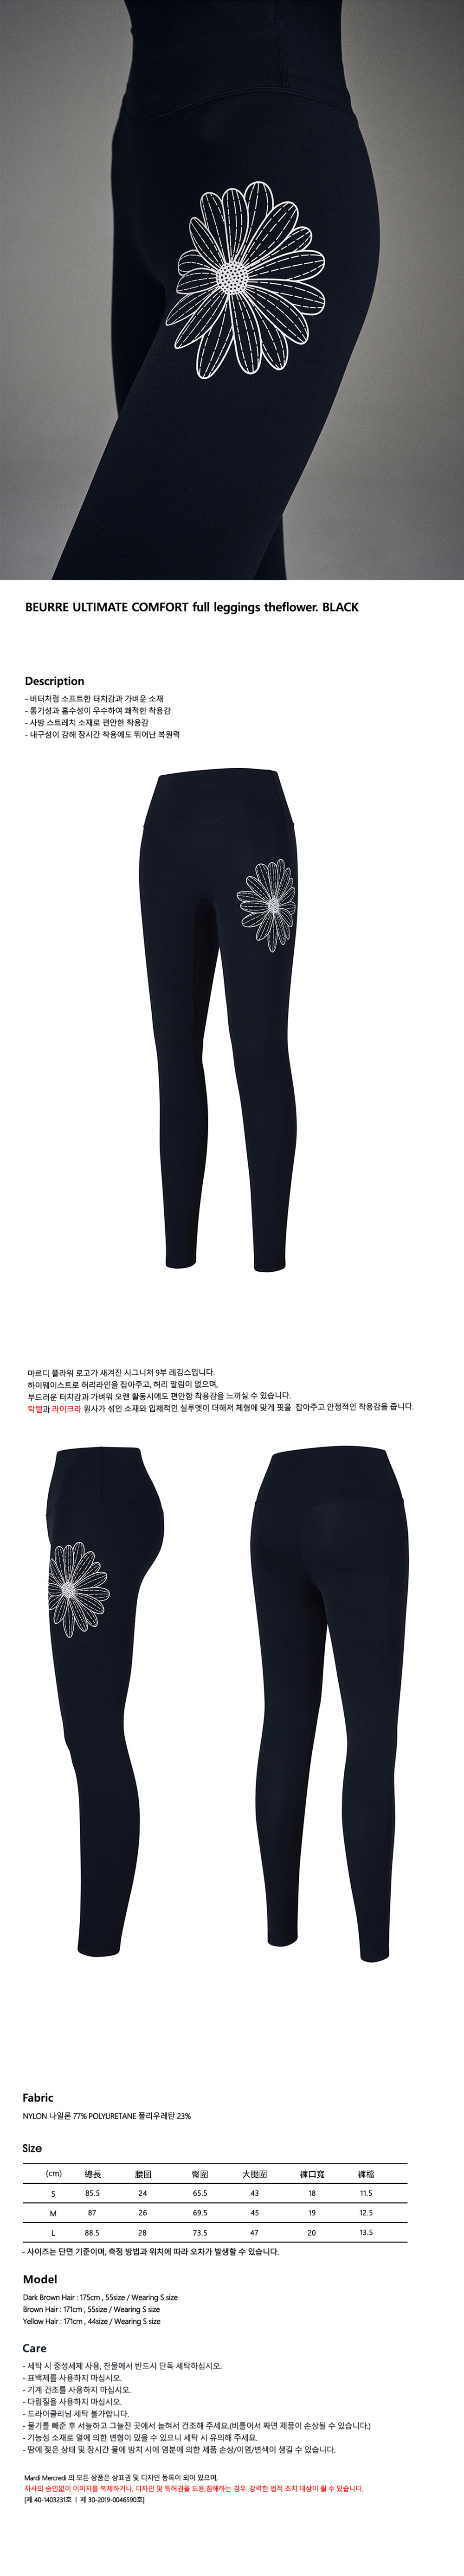 BEURRE ULTIMATE COMFORT full leggings theflower. BLACK
Description
- 버터처럼 소프트한 터치감과 가벼운 소재
- 통기성과 흡수성이 우수하여 쾌적한 착용감
- 사방 스트레치 소재로 편안한 착용감
- 내구성이 강해 장시간 착용에도 뛰어난 복원력
마르디 플라워 로고가 새겨진 시그니처 9부 레깅스입니다.
하이웨이스트로 허리라인을 잡아주고, 허리 말림이 없으며,
부드러운 터치감과 가벼워 오랜 활동시에도 편안함 착용감을 느끼실 수 있습니다.
탁텔과 라이크라 원사가 섞인 소재와 입체적인 실루엣이 더해져 체형에 맞게 핏을 잡아주고 안정적인 착용감을 줍니다.
Fabric
NYLON 나일론 77% POLYURETANE 폴리우레탄 23%
Size
(cm) 總長 腰圍 臀圍 大腿圍 褲口寬 褲檔
S 85.5 24 65.5 43 18 11.5
M 87 26 69.5 45 19 12.5
L 88.5 28 73.5 47 20 13.5
- 사이즈는 단면 기준이며, 측정 방법과 위치에 따라 오차가 발생할 수 있습니다.
Model
Dark Brown Hair : 175cm , 55size / Wearing S size
Brown Hair : 171cm , 55size / Wearing S size
Yellow Hair : 171cm , 44size / Wearing S size
Care
- 세탁 시 중성세제 사용, 찬물에서 반드시 단독 세탁하십시오.
- 표백제를 사용하지 마십시오.
- 기계 건조를 사용하지 마십시오.
- 다림질을 사용하지 마십시오.
- 드라이클리닝 세탁 불가합니다.
- 물기를 빼준 후 서늘하고 그늘진 곳에서 눕혀서 건조해 주세요.(비틀어서 짜면 제품이 손상될 수 있습니다.)
- 기능성 소재로 열에 의한 변형이 있을 수 있으니 세탁 시 유의해 주세요.
- 땀에 젖은 상태 및 장시간 물에 방치 시에 염분에 의한 제품 손상/이염/변색이 생길 수 있습니다.
Mardi Mercredi 의 모든 상품은 상표권 및 디자인 등록이 되어 있으며,
자사의 승인없이 이미지를 복제하거나, 디자인 및 특허권을 도용,침해하는 경우. 강력한 법적 조치 대상이 될 수 있습니다.
[제 40-1403231호 ㅣ 제 30-2019-0046590호]